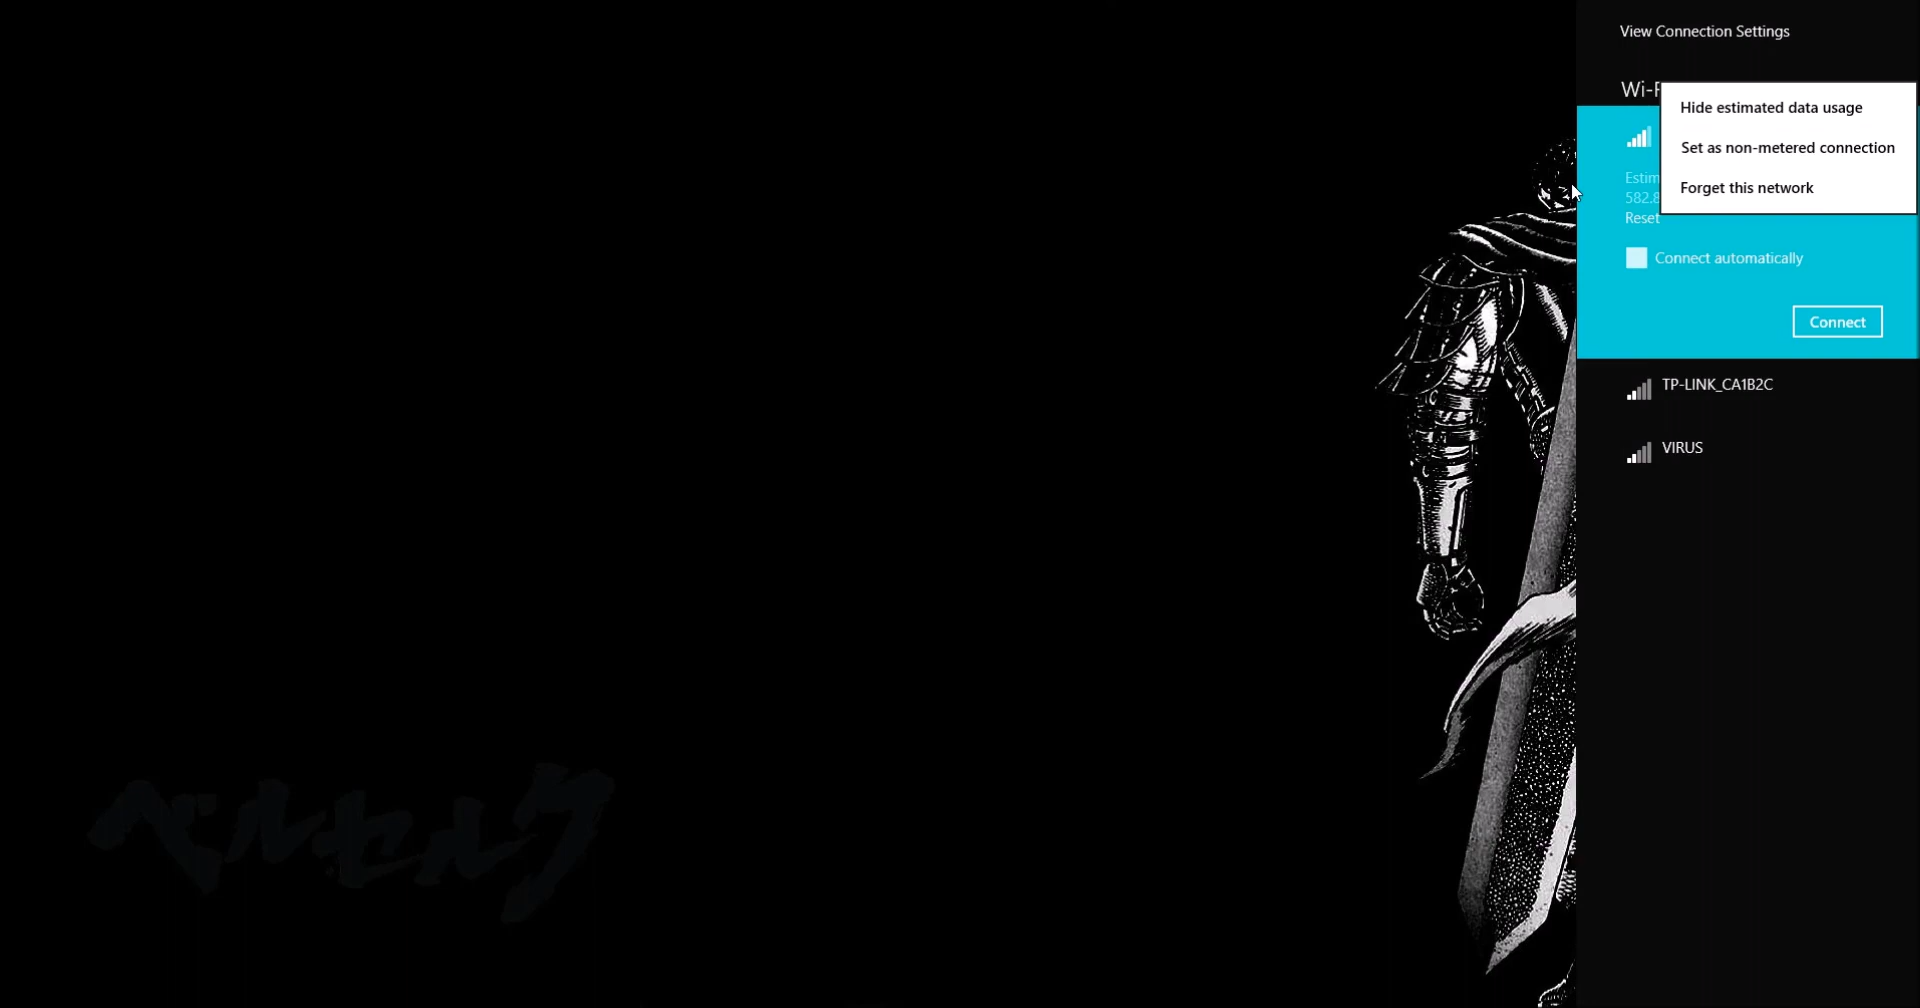 View Connection Settings
Wi-F
Hide estimated data usage
Set as non-metered connection
Forget this network
Estim
582.8
Reset
Connect automatically
Connect
TP-LINK_CA1B2C
VIRUS
ベルセルク